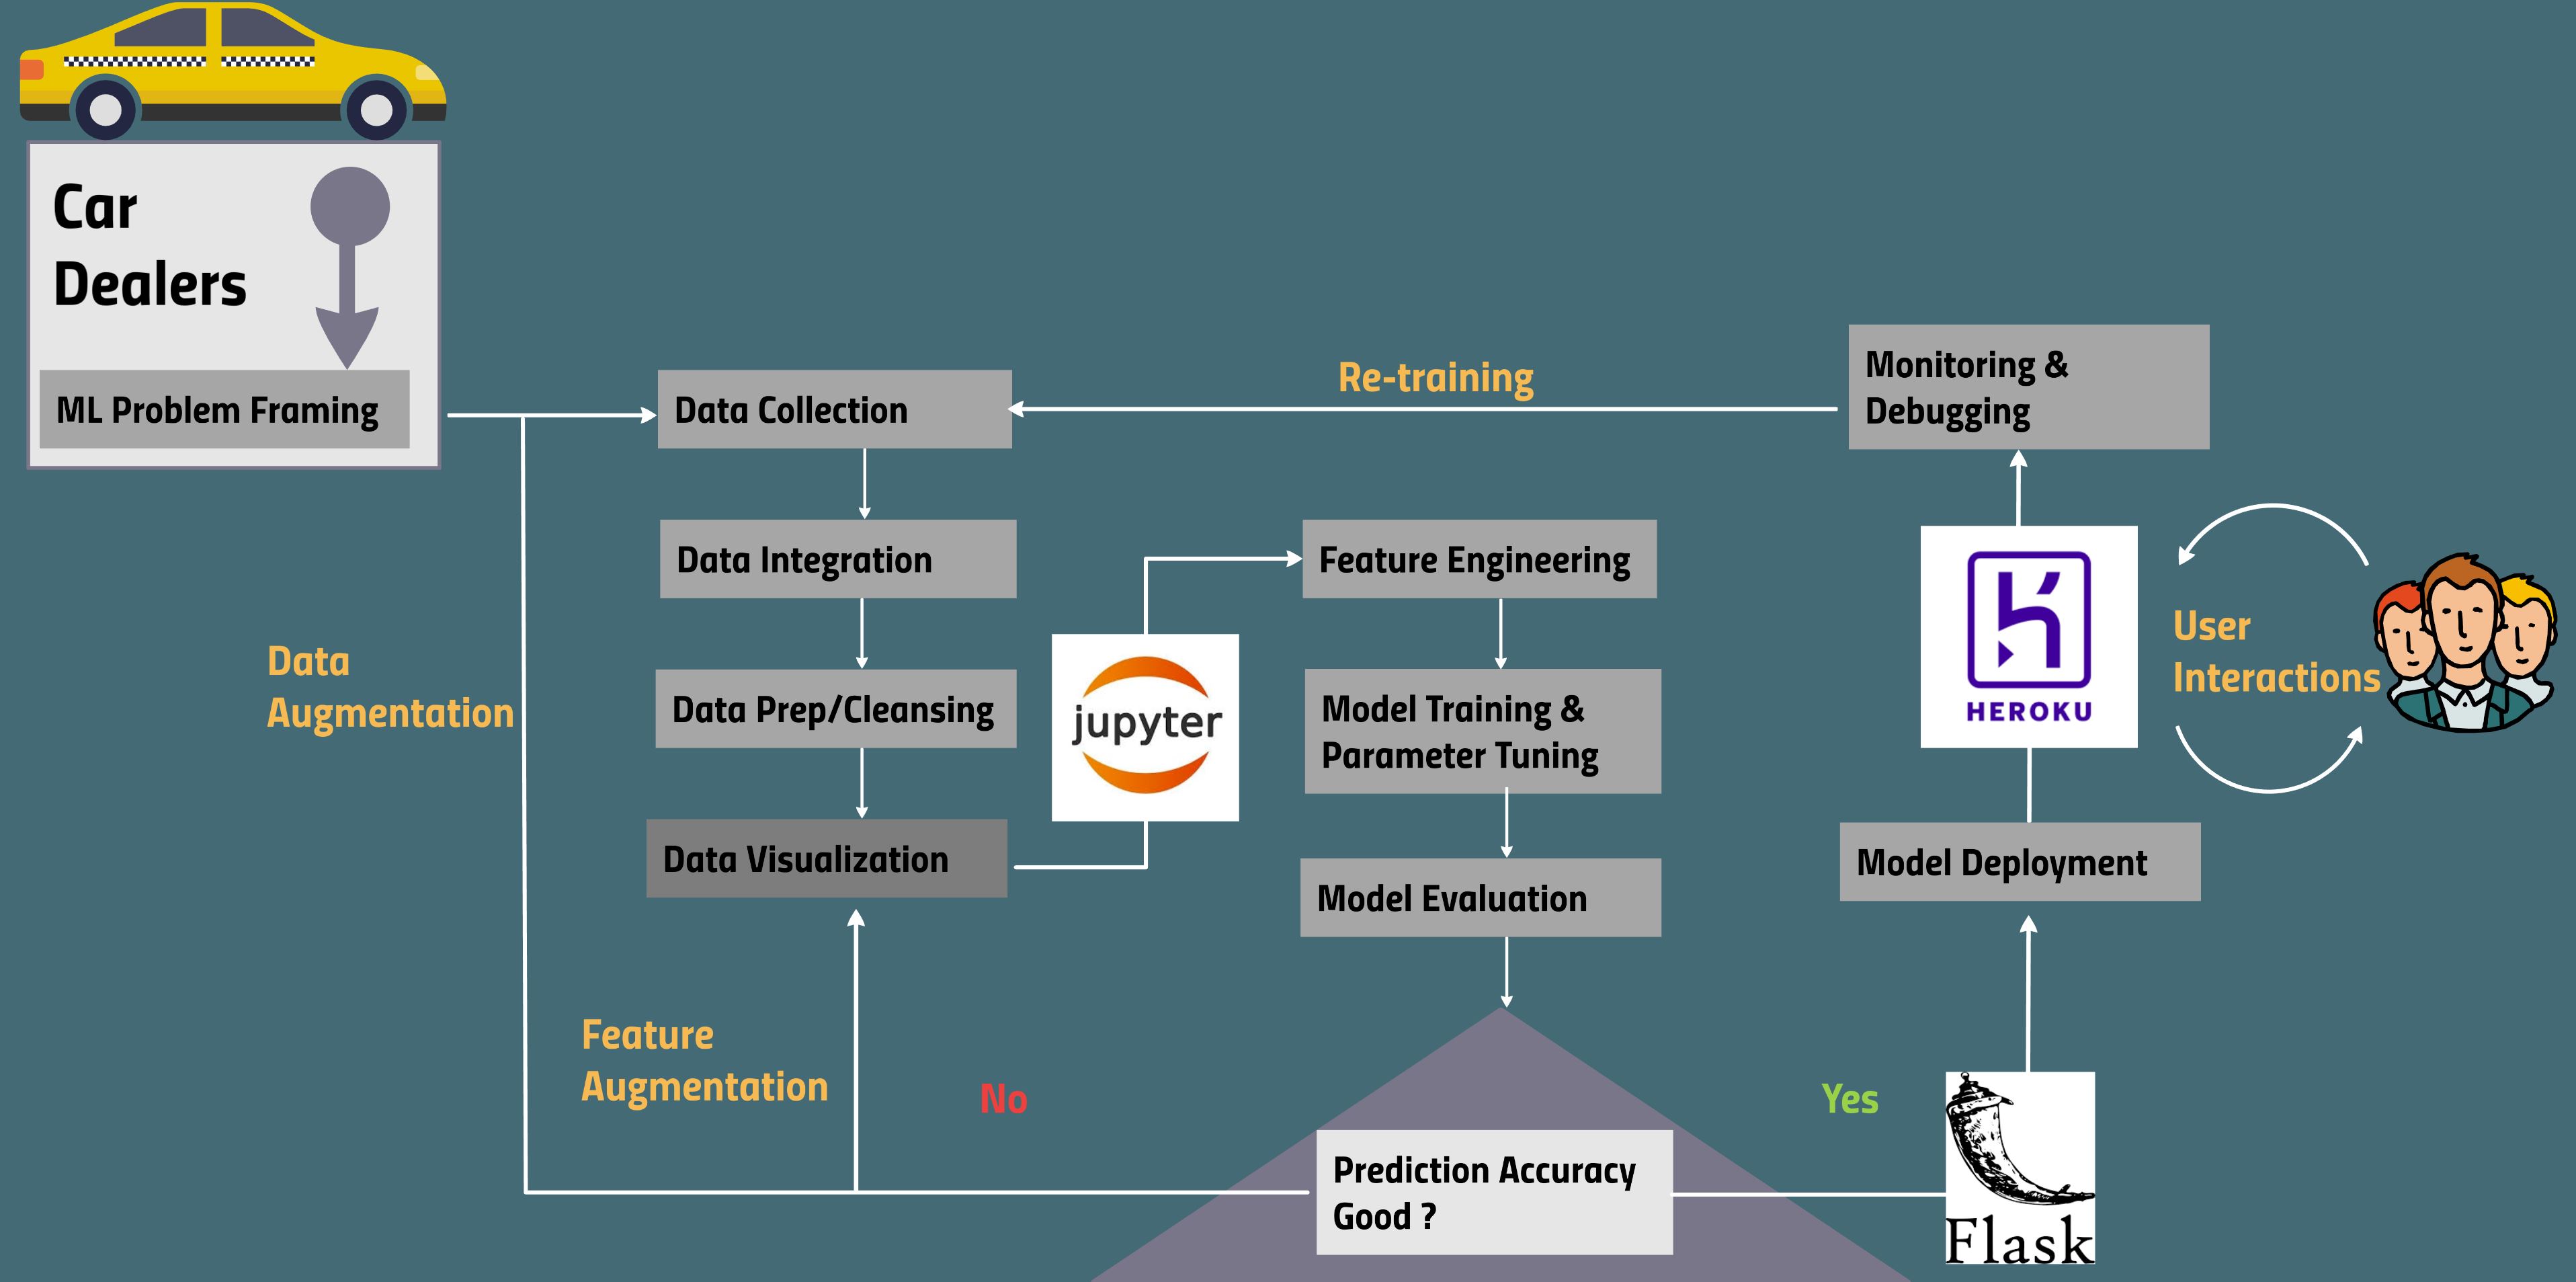 Car
Dealers
ML Problem Framing
Data Collection
Re-training
Monitoring &
Debugging
Data Integration
Feature Engineering
HEROKU
User
Interactions
Data
Augmentation
Data Prep/Cleansing
jupyter
Model Training &
Parameter Tuning
Data Visualization
Model Evaluation
Model Deployment
Feature
Augmentation
No
Yes
Prediction Accuracy
Good ?
Flask